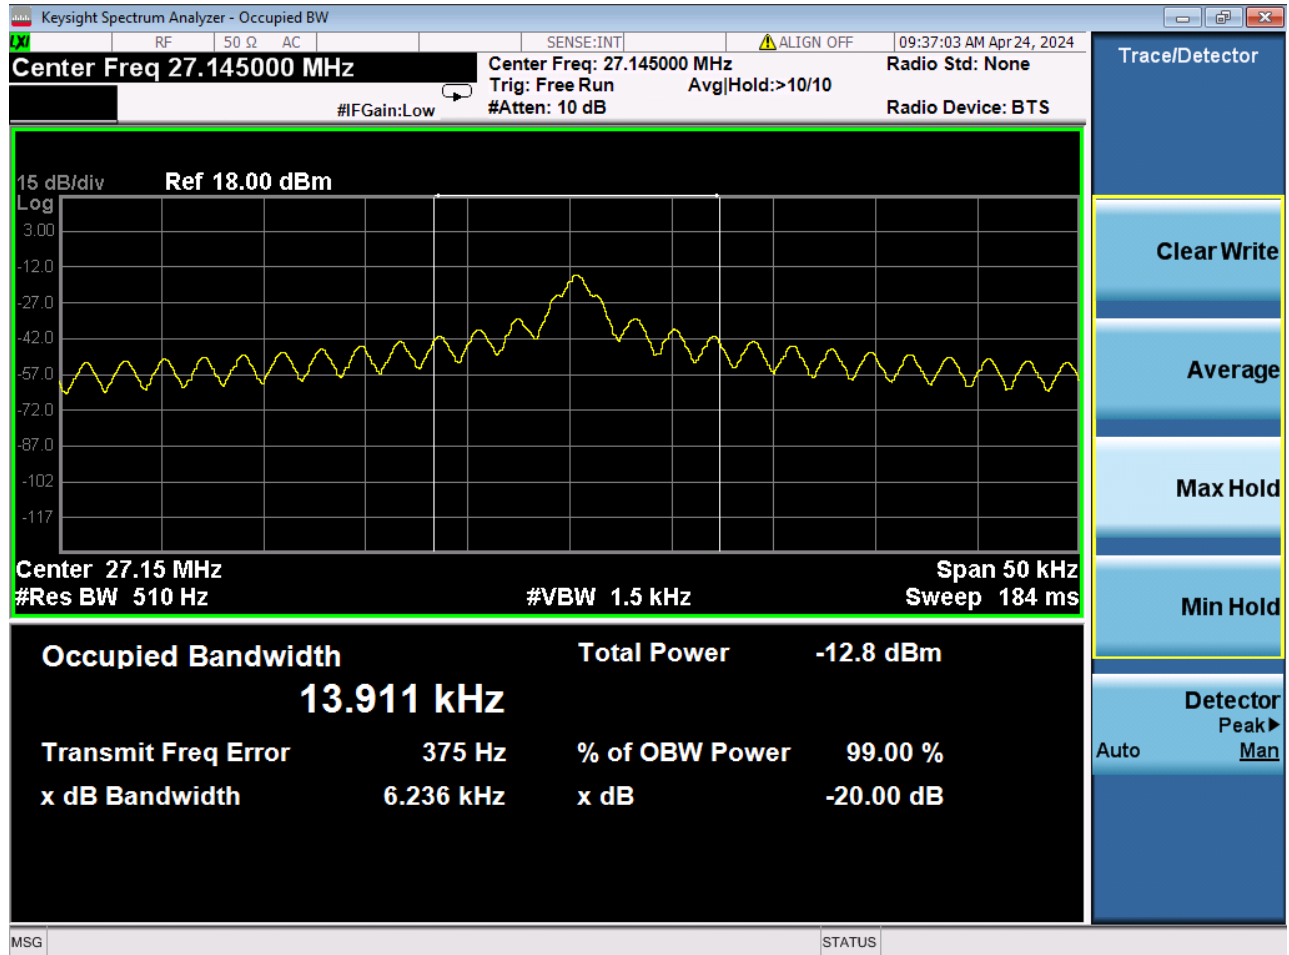 Keysight Spectrum Analyzer - Occupied BW
LXI RF 50 Ω AC SENSE:INT ALIGN OFF 09:37:03 AM Apr 24, 2024
Center Freq 27.145000 MHz
Center Freq: 27.145000 MHz
Radio Std: None
Trig: Free Run Avg|Hold:>10/10
#IFGain:Low
#Atten: 10 dB
Radio Device: BTS
15 dB/div Ref 18.00 dBm
Log
3.00
-12.0
-27.0
-42.0
-57.0
-72.0
-87.0
-102
-117
Center 27.15 MHz Span 50 kHz
#Res BW 510 Hz #VBW 1.5 kHz Sweep 184 ms
Occupied Bandwidth Total Power -12.8 dBm
13.911 kHz
Transmit Freq Error 375 Hz % of OBW Power 99.00 %
x dB Bandwidth 6.236 kHz x dB -20.00 dB
MSG STATUS
Trace/Detector
Clear Write
Average
Max Hold
Min Hold
Detector
Peak▶
Auto Man